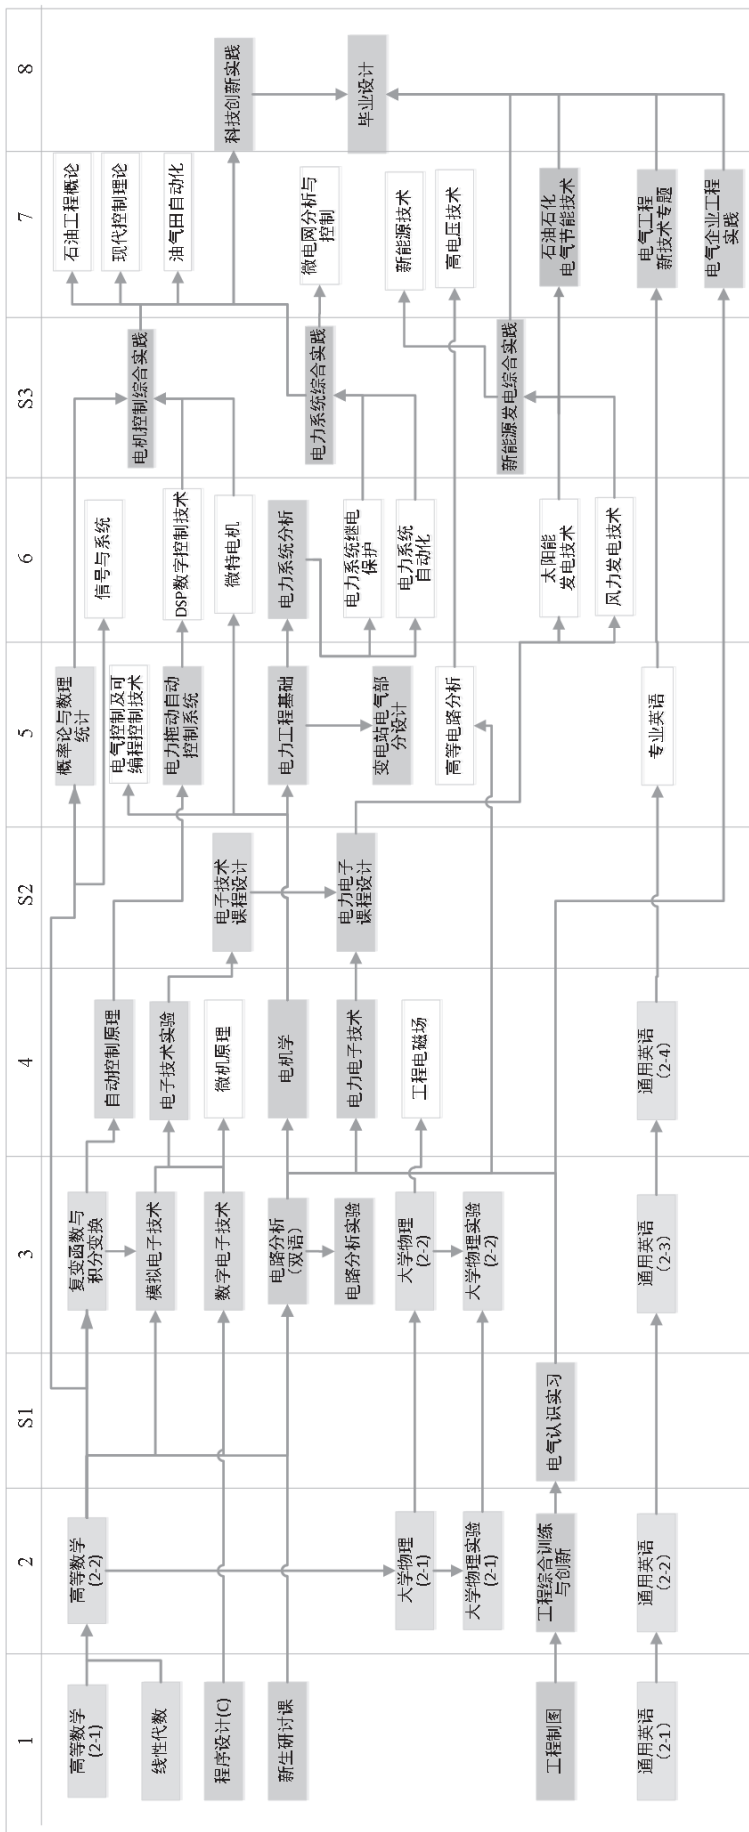 1
高等数学
(2-1)
线性代数
程序设计(C)
新生研讨课
工程制图
通用英语
（2-1）
2
高等数学
(2-2)
大学物理
(2-1)
大学物理实验
(2-1)
工程综合训练
与创新
通用英语
（2-2）
S1
电气认识实习
3
复变函数与
积分变换
模拟电子技术
数字电子技术
电路分析
（双语）
电路分析实验
大学物理
(2-2)
大学物理实验
(2-2)
通用英语
（2-3）
4
自动控制原理
电子技术实验
微机原理
电机学
电力电子技术
工程电磁场
通用英语
（2-4）
S2
电子技术
课程设计
电力电子
课程设计
5
概率论与数理
统计
电气控制及可
编程控制技术
电力拖动自动
控制系统
电力工程基础
变电站电气部
分设计
高等电路分析
专业英语
6
信号与系统
DSP数字控制技术
微特电机
电力系统分析
电力系统继电
保护
电力系统
自动化
太阳能
发电技术
风力发电技术
S3
电机控制综合实践
电力系统综合实践
新能源发电综合实践
7
石油工程概论
现代控制理论
油气田自动化
微电网分析与
控制
新能源技术
高电压技术
石油石化
电气节能技术
电气工程
新技术专题
电气企业工程
实践
8
科技创新实践
毕业设计